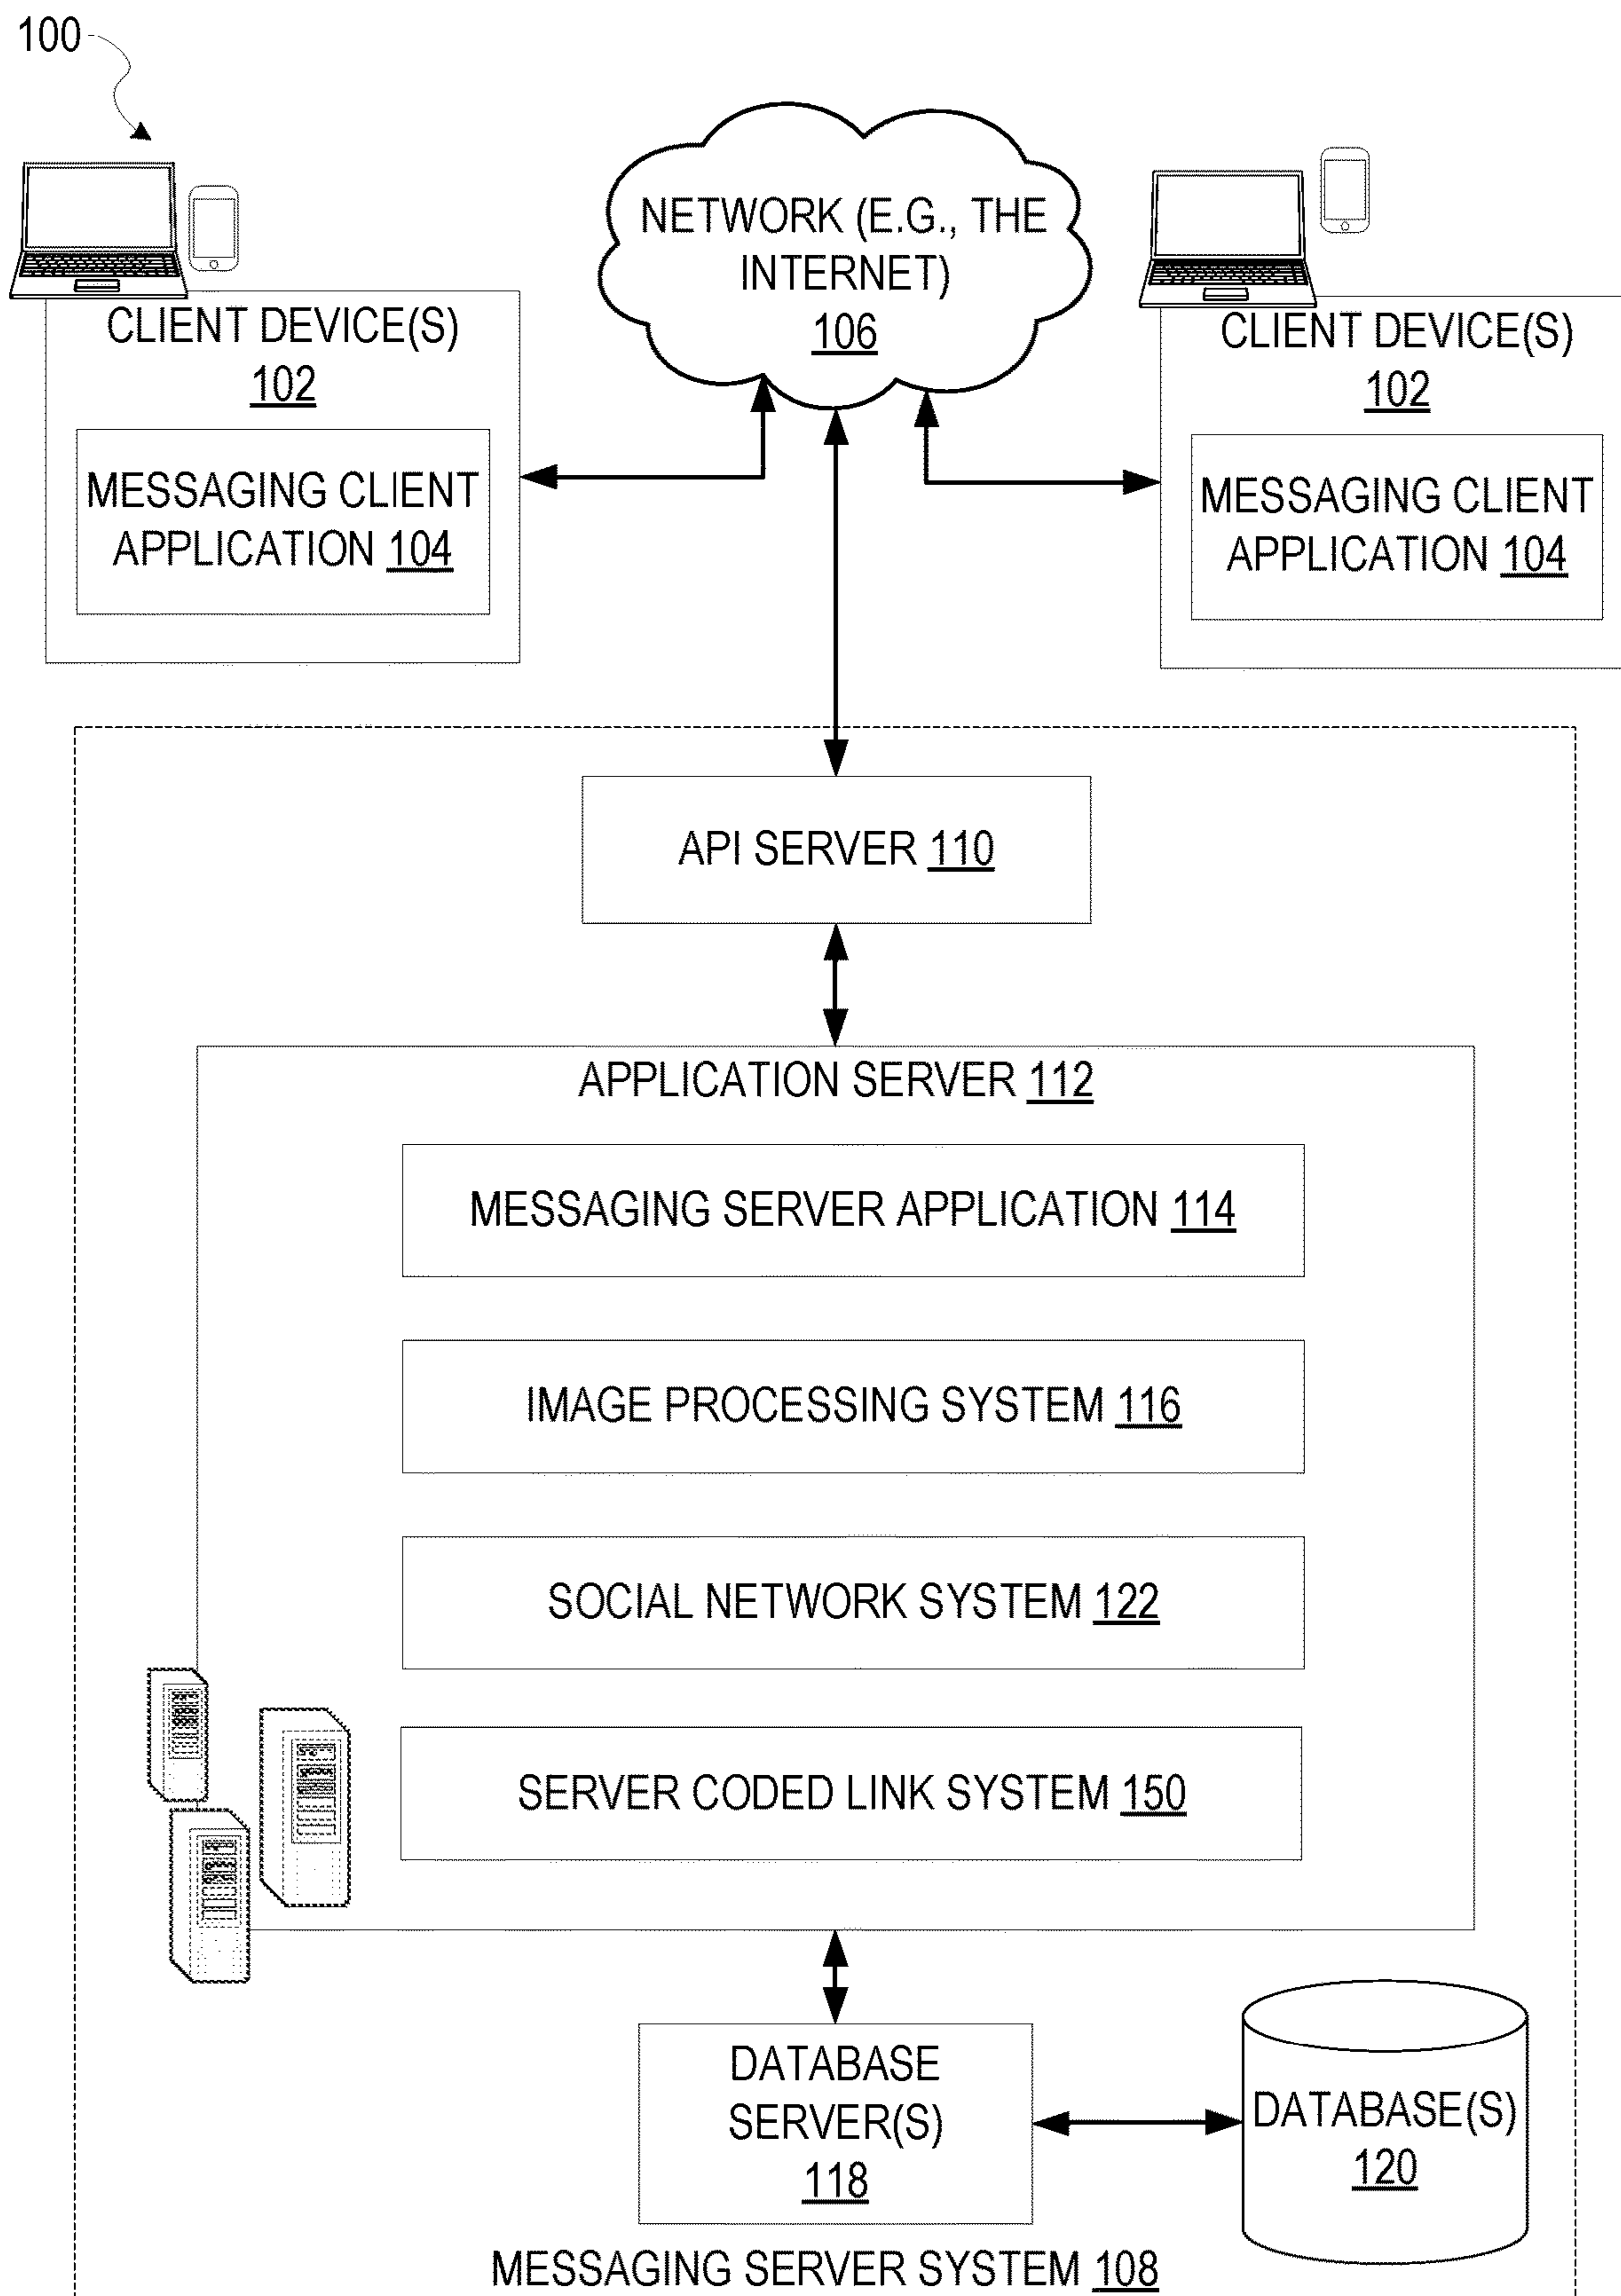 100
NETWORK (E.G., THE
INTERNET)
106
CLIENT DEVICE(S)
102
MESSAGING CLIENT
APPLICATION 104
CLIENT DEVICE(S)
102
MESSAGING CLIENT
APPLICATION 104
API SERVER 110
APPLICATION SERVER 112
MESSAGING SERVER APPLICATION 114
IMAGE PROCESSING SYSTEM 116
SOCIAL NETWORK SYSTEM 122
SERVER CODED LINK SYSTEM 150
DATABASE
SERVER(S)
118
DATABASE(S)
120
MESSAGING SERVER SYSTEM 108